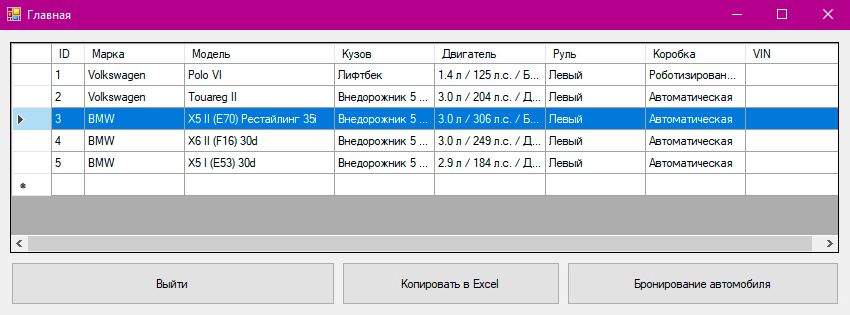 Главная
ID Марка Модель Кузов Двигатель Руль Коробка VIN
1 Volkswagen Polo VI Лифтбек 1.4 л / 125 л.с. / Б... Левый Роботизирован...
2 Volkswagen Touareg II Внедорожник 5 ... 3.0 л / 204 л.с. / Д... Левый Автоматическая
3 BMW X5 II (E70) Рестайлинг 35i Внедорожник 5 ... 3.0 л / 306 л.с. / Б... Левый Автоматическая
4 BMW X6 II (F16) 30d Внедорожник 5 ... 3.0 л / 249 л.с. / Д... Левый Автоматическая
5 BMW X5 I (E53) 30d Внедорожник 5 ... 2.9 л / 184 л.с. / Д... Левый Автоматическая
Выйти Копировать в Excel Бронирование автомобиля